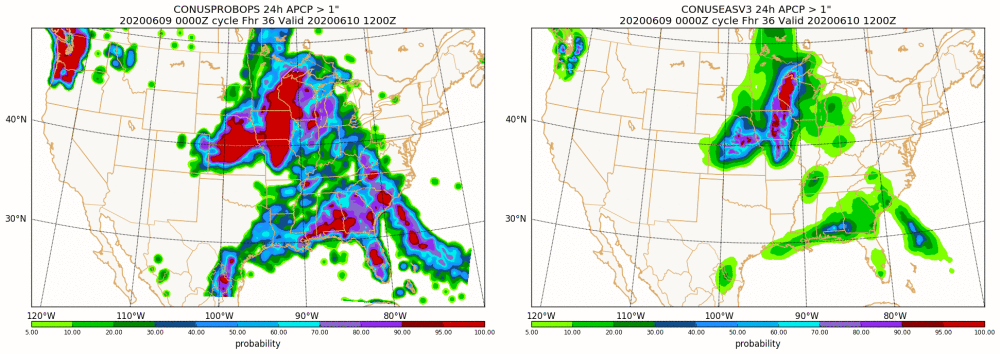 CONUSPROBOPS 24h APCP > 1"
20200609 0000Z cycle Fhr 36 Valid 20200610 1200Z
40°N
30°N
120°W 110°W 100°W 90°W 80°W
5.00 10.00 20.00 30.00 40.00 50.00 60.00 70.00 80.00 90.00 95.00 100.00
probability
CONUSEASV3 24h APCP > 1"
20200609 0000Z cycle Fhr 36 Valid 20200610 1200Z
40°N
30°N
120°W 110°W 100°W 90°W 80°W
5.00 10.00 20.00 30.00 40.00 50.00 60.00 70.00 80.00 90.00 95.00 100.00
probability